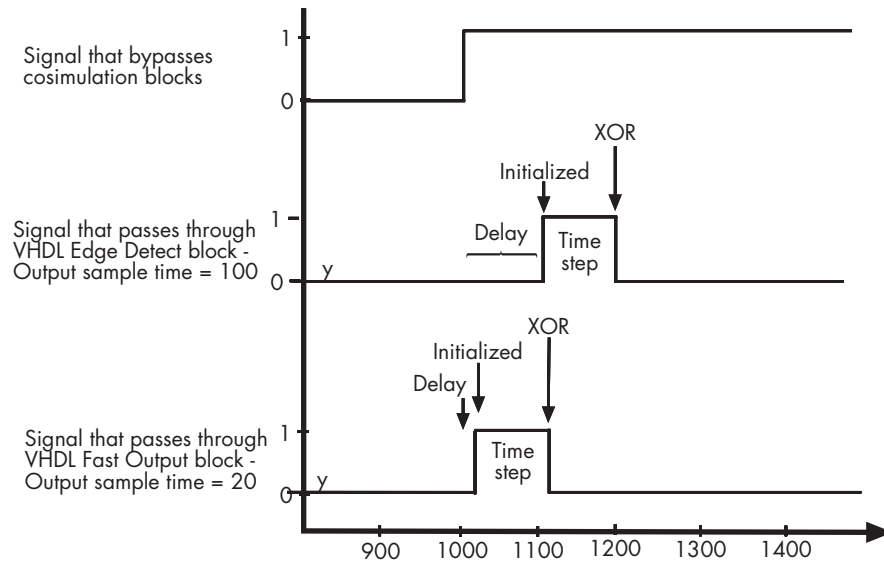 Signal that bypasses
cosimulation blocks
1
0
XOR
Initialized
Signal that passes through
VHDL Edge Detect block -
Output sample time = 100
1
Delay
Time
step
0
y
XOR
Initialized
Delay
Signal that passes through
VHDL Fast Output block -
Output sample time = 20
1
Time
step
0
y
900 1000 1100 1200 1300 1400